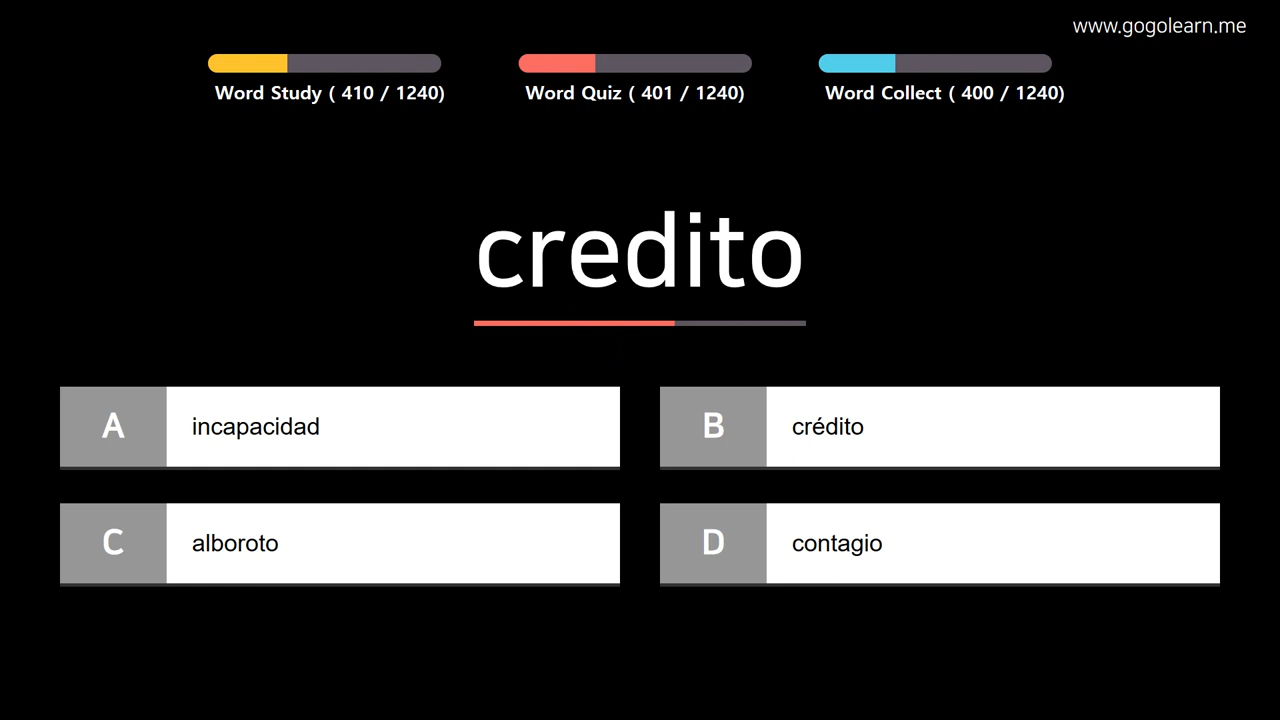 www.gogolearn.me
Word Study ( 410 / 1240)
Word Quiz ( 401 / 1240)
Word Collect ( 400 / 1240)
credito
A incapacidad
B crédito
C alboroto
D contagio